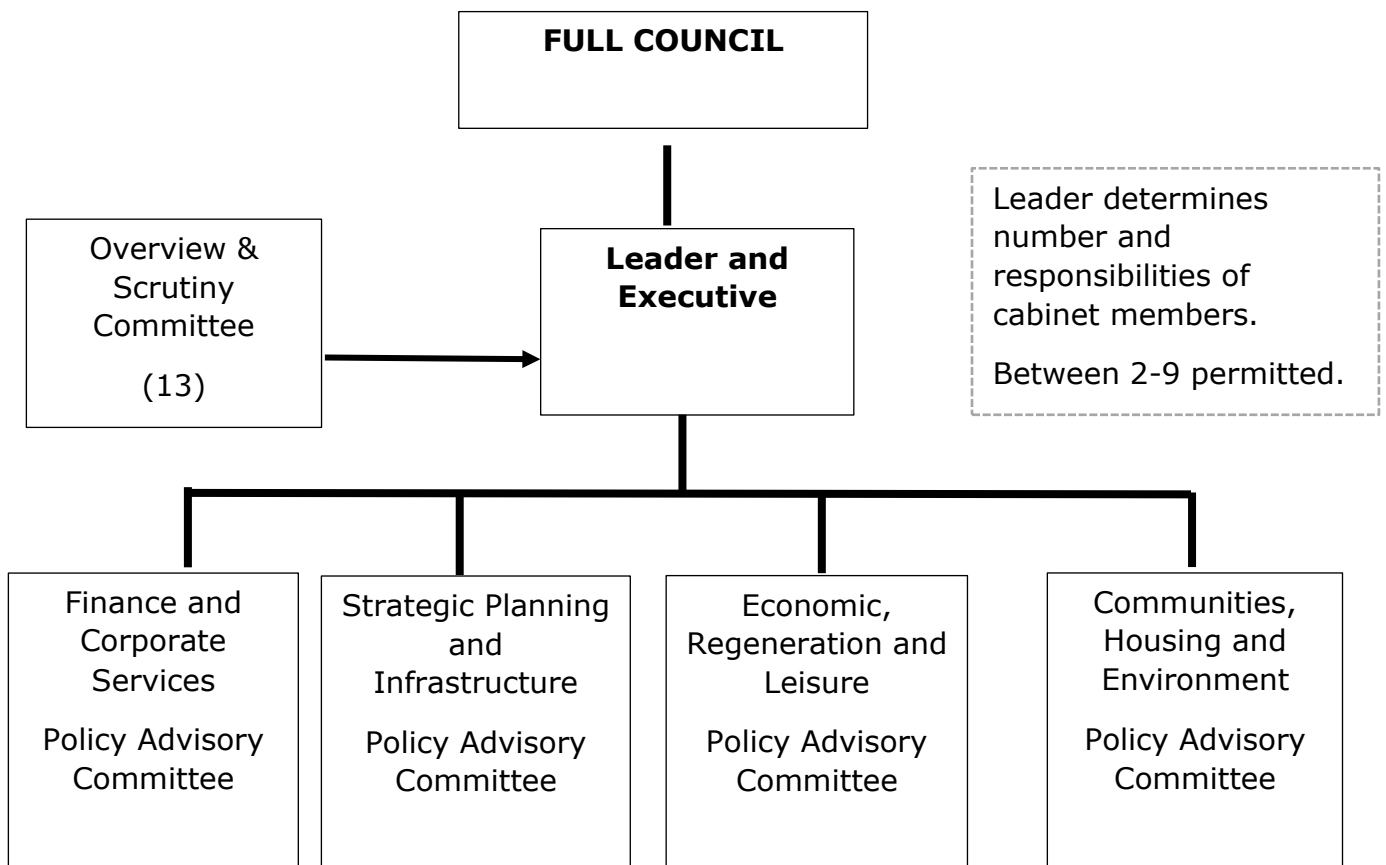 FULL COUNCIL
Overview &
Scrutiny
Committee
(13)
Leader and
Executive
Leader determines
number and
responsibilities of
cabinet members.
Between 2-9 permitted.
Finance and
Corporate
Services
Policy Advisory
Committee
Strategic Planning
and
Infrastructure
Policy Advisory
Committee
Economic,
Regeneration and
Leisure
Policy Advisory
Committee
Communities,
Housing and
Environment
Policy Advisory
Committee